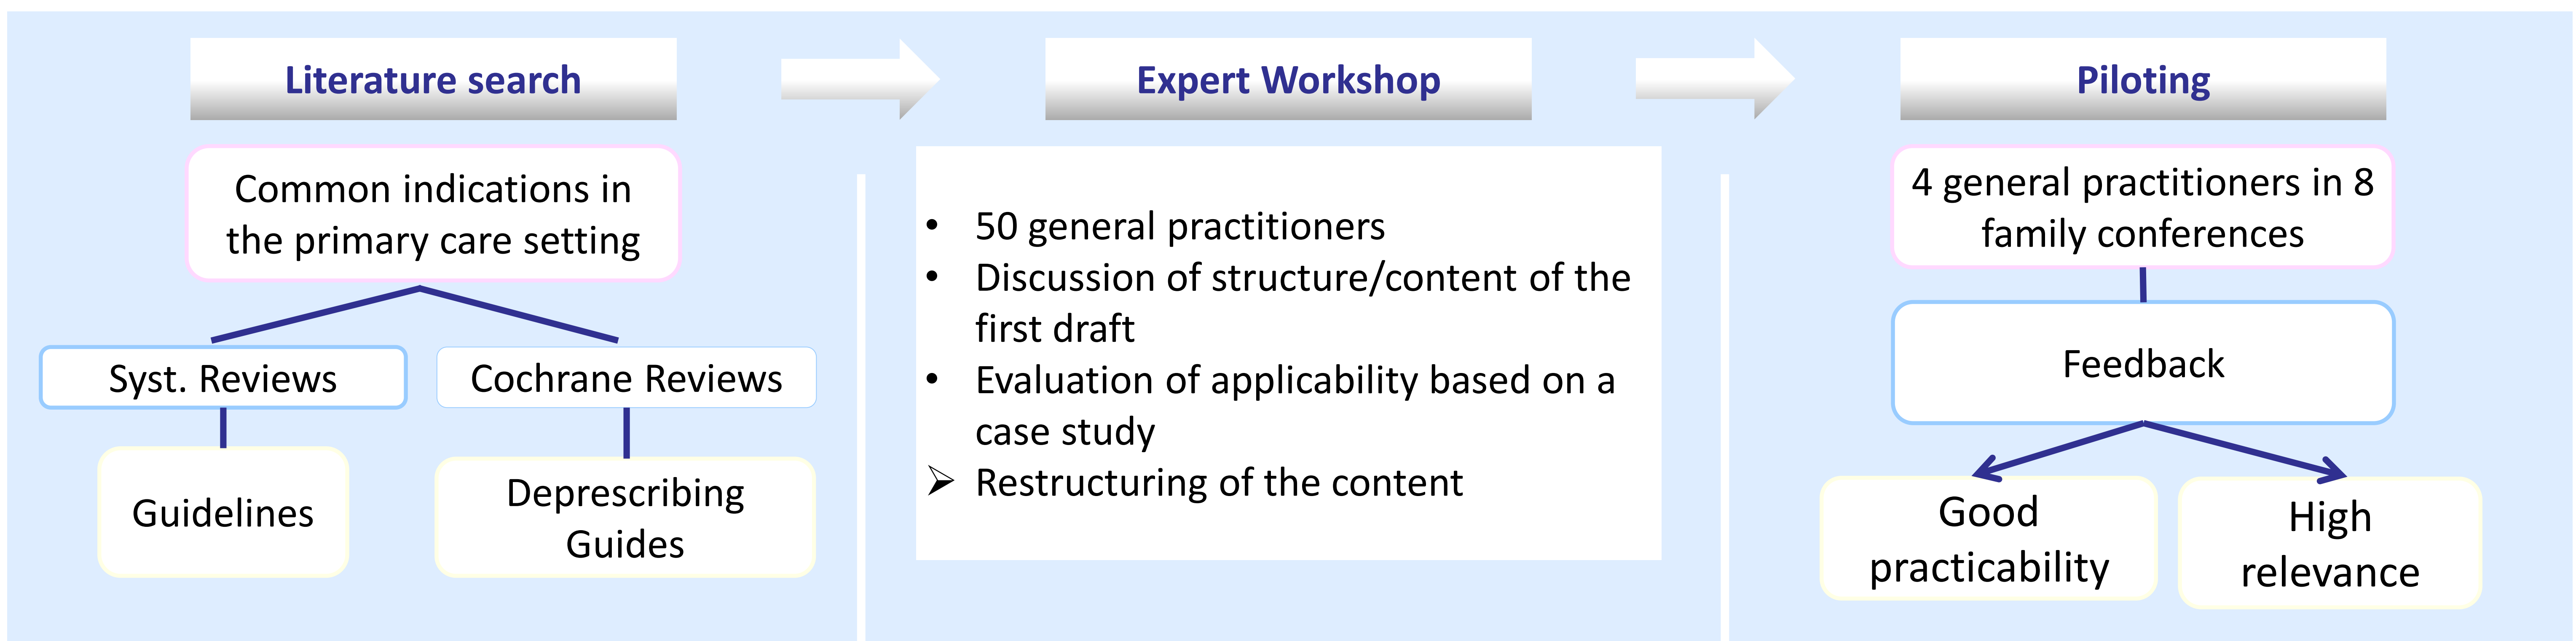 Literature search
Common indications in
the primary care setting
Syst. Reviews
Cochrane Reviews
Guidelines
Deprescribing
Guides
Expert Workshop
• 50 general practitioners
• Discussion of structure/content of the
first draft
• Evaluation of applicability based on a
case study
➢ Restructuring of the content
Piloting
4 general practitioners in 8
family conferences
Feedback
Good
practicability
High
relevance